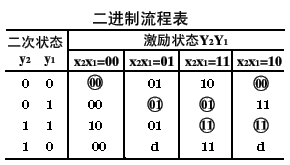 二进制流程表
二次状态 激励状态Y₂Y₁
y₂ y₁ x₂x₁=00 x₂x₁=01 x₂x₁=11 x₂x₁=10
0 0 00 01 10 00
0 1 00 01 01 11
1 1 10 01 11 11
1 0 00 d 11 d